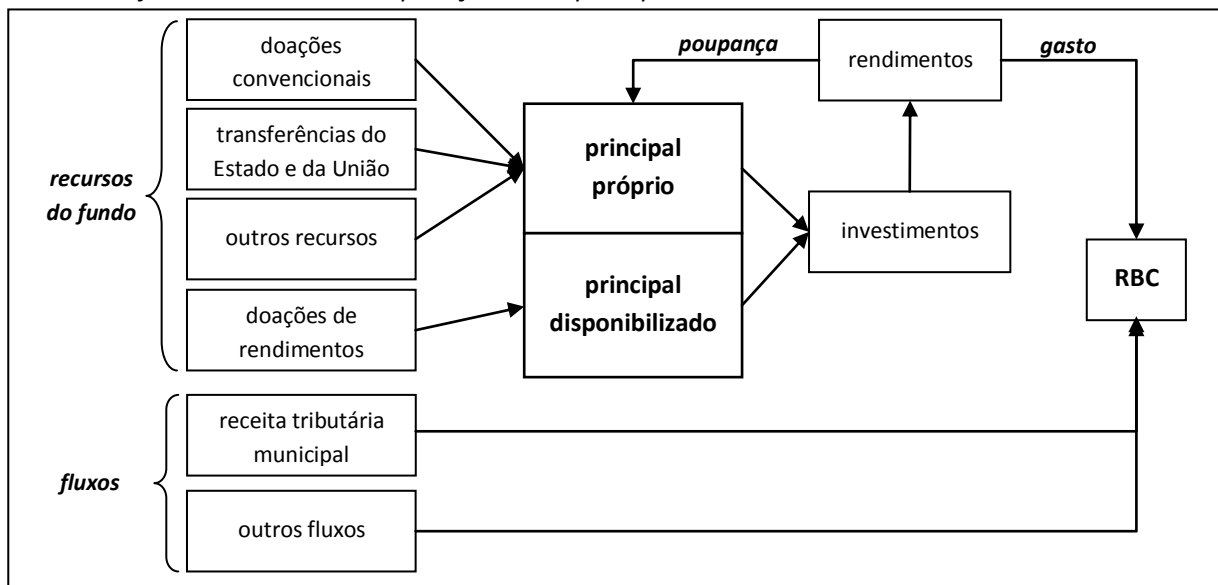 doações
convencionais
transferências do
Estado e da União
recursos
do fundo
outros recursos
doações de
rendimentos
receita tributária
municipal
fluxos
outros fluxos
principal
próprio
principal
disponibilizado
poupança
rendimentos
gasto
investimentos
RBC